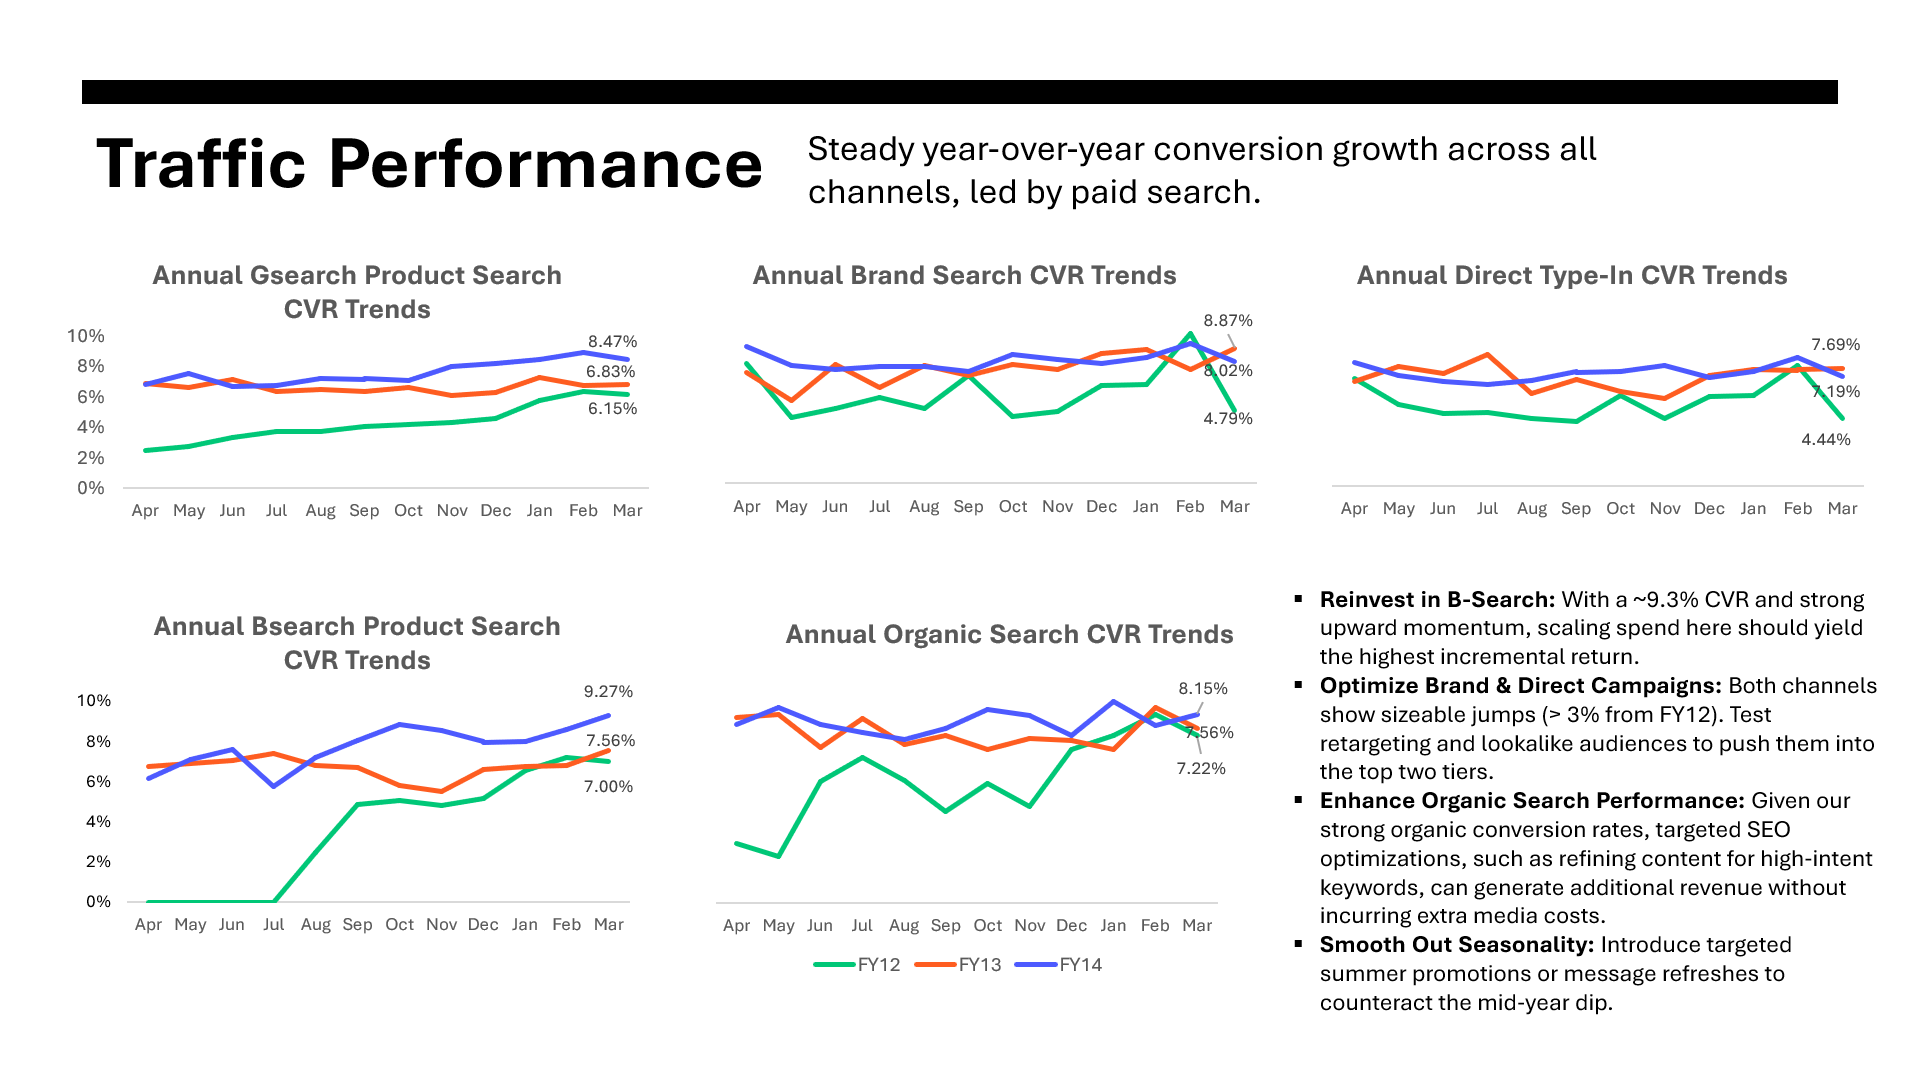 Traffic Performance
Steady year-over-year conversion growth across all
channels, led by paid search.
Annual Gsearch Product Search
CVR Trends
10%
8%
6%
4%
2%
0%
8.47%
6.83%
6.15%
Apr May Jun Jul Aug Sep Oct Nov Dec Jan Feb Mar
Annual Brand Search CVR Trends
8.87%
8.02%
4.79%
Apr May Jun Jul Aug Sep Oct Nov Dec Jan Feb Mar
Annual Direct Type-In CVR Trends
7.69%
7.19%
4.44%
Apr May Jun Jul Aug Sep Oct Nov Dec Jan Feb Mar
Annual Bsearch Product Search
CVR Trends
10%
8%
6%
4%
2%
0%
9.27%
7.56%
7.00%
Apr May Jun Jul Aug Sep Oct Nov Dec Jan Feb Mar
Annual Organic Search CVR Trends
8.15%
7.56%
7.22%
Apr May Jun Jul Aug Sep Oct Nov Dec Jan Feb Mar
FY12 FY13 FY14
▪ Reinvest in B-Search: With a ~9.3% CVR and strong
upward momentum, scaling spend here should yield
the highest incremental return.
▪ Optimize Brand & Direct Campaigns: Both channels
show sizeable jumps (> 3% from FY12). Test
retargeting and lookalike audiences to push them into
the top two tiers.
▪ Enhance Organic Search Performance: Given our
strong organic conversion rates, targeted SEO
optimizations, such as refining content for high-intent
keywords, can generate additional revenue without
incurring extra media costs.
▪ Smooth Out Seasonality: Introduce targeted
summer promotions or message refreshes to
counteract the mid-year dip.